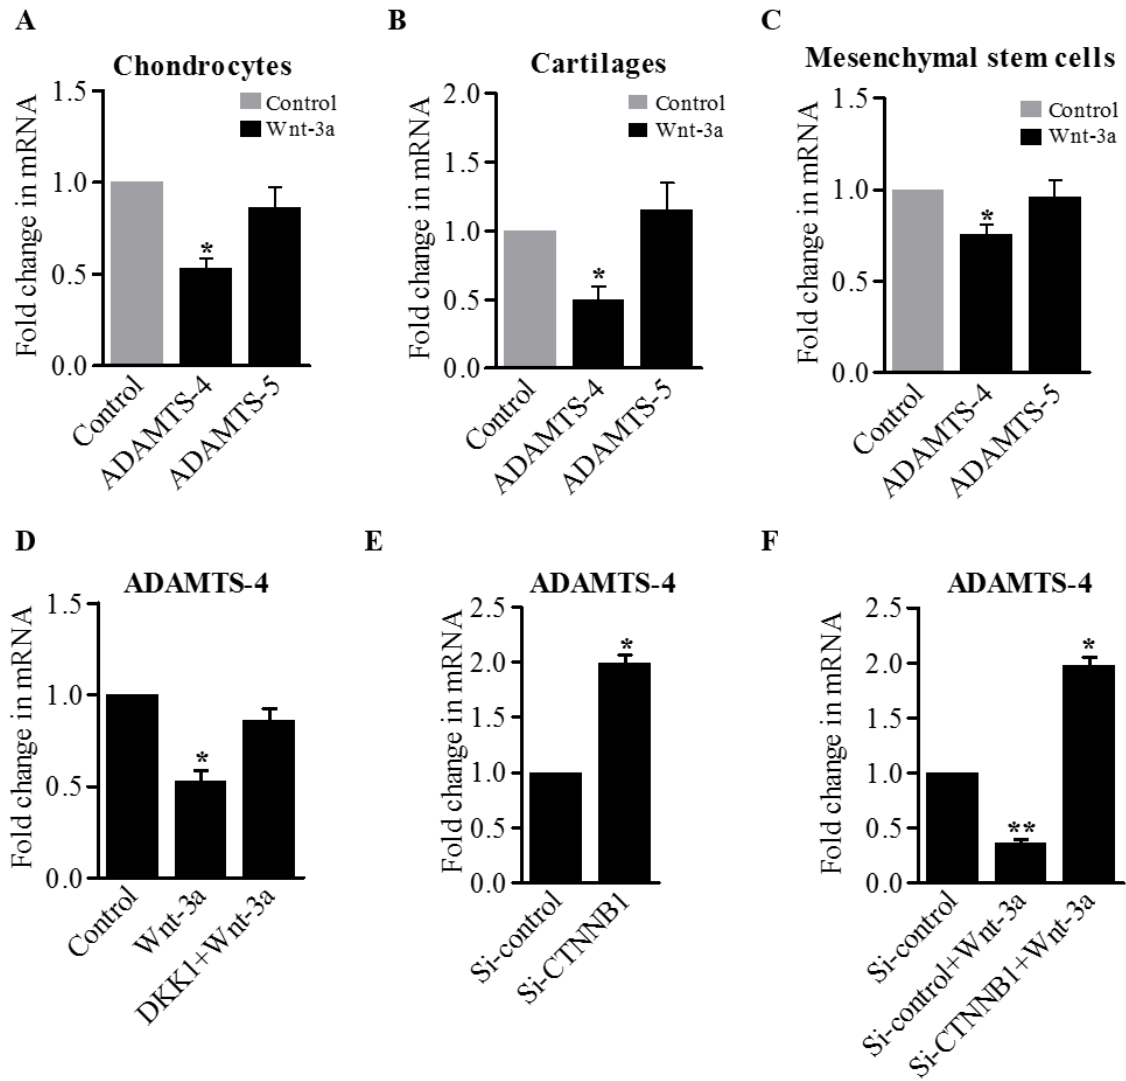 A
Chondrocytes
Fold change in mRNA
1.5
1.0
0.5
0.0
Control
Wnt-3a
*
Control
ADAMTS-4
ADAMTS-5
B
Cartilages
Fold change in mRNA
2.0
1.5
1.0
0.5
0.0
Control
Wnt-3a
*
Control
ADAMTS-4
ADAMTS-5
C
Mesenchymal stem cells
Fold change in mRNA
1.5
1.0
0.5
0.0
Control
Wnt-3a
*
Control
ADAMTS-4
ADAMTS-5
D
ADAMTS-4
Fold change in mRNA
1.5
1.0
0.5
0.0
*
Control
Wnt-3a
DKK1+Wnt-3a
E
ADAMTS-4
Fold change in mRNA
2.5
2.0
1.5
1.0
0.5
0.0
*
Si-control
Si-CTNNB1
F
ADAMTS-4
Fold change in mRNA
2.5
2.0
1.5
1.0
0.5
0.0
**
*
Si-control
Si-control+Wnt-3a
Si-CTNNB1+Wnt-3a